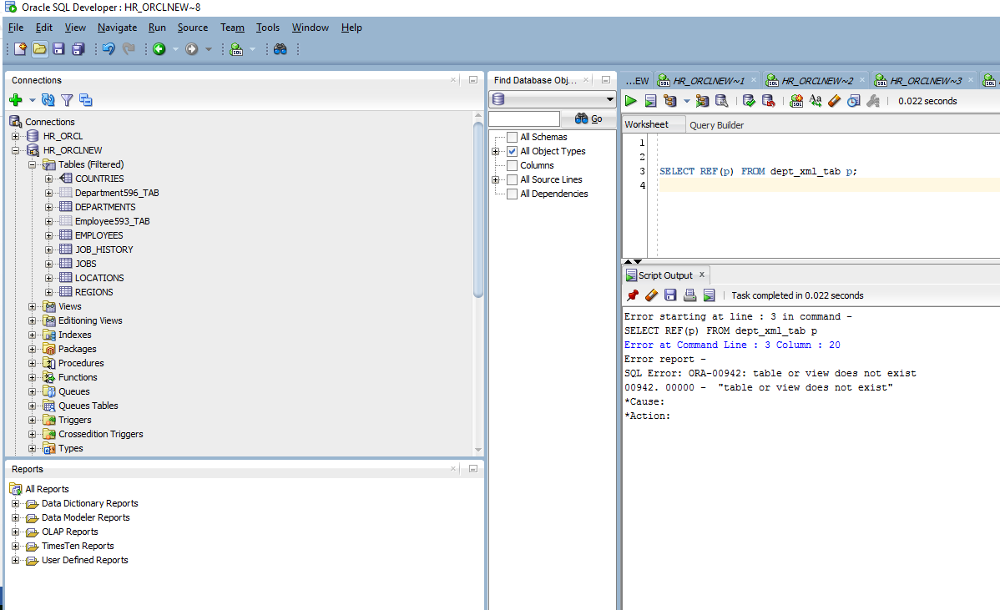 Oracle SQL Developer : HR_ORCLNEW~8
File Edit View Navigate Run Source Team Tools Window Help
Connections
Connections
HR_ORCL
HR_ORCLNEW
Tables (Filtered)
COUNTRIES
Department596_TAB
DEPARTMENTS
Employee593_TAB
EMPLOYEES
JOB_HISTORY
JOBS
LOCATIONS
REGIONS
Views
Editioning Views
Indexes
Packages
Procedures
Functions
Queues
Queues Tables
Triggers
Crossedition Triggers
Types
Reports
All Reports
Data Dictionary Reports
Data Modeler Reports
OLAP Reports
TimesTen Reports
User Defined Reports
Find Database Obj...
Go
All Schemas
All Object Types
Columns
All Source Lines
All Dependencies
...EW HR_ORCLNEW~1 HR_ORCLNEW~2 HR_ORCLNEW~3
0.022 seconds
Worksheet Query Builder
1
2
3 SELECT REF(p) FROM dept_xml_tab p;
4
Script Output x
Task completed in 0.022 seconds
Error starting at line : 3 in command -
SELECT REF(p) FROM dept_xml_tab p
Error at Command Line : 3 Column : 20
Error report -
SQL Error: ORA-00942: table or view does not exist
00942. 00000 -  "table or view does not exist"
*Cause:
*Action: